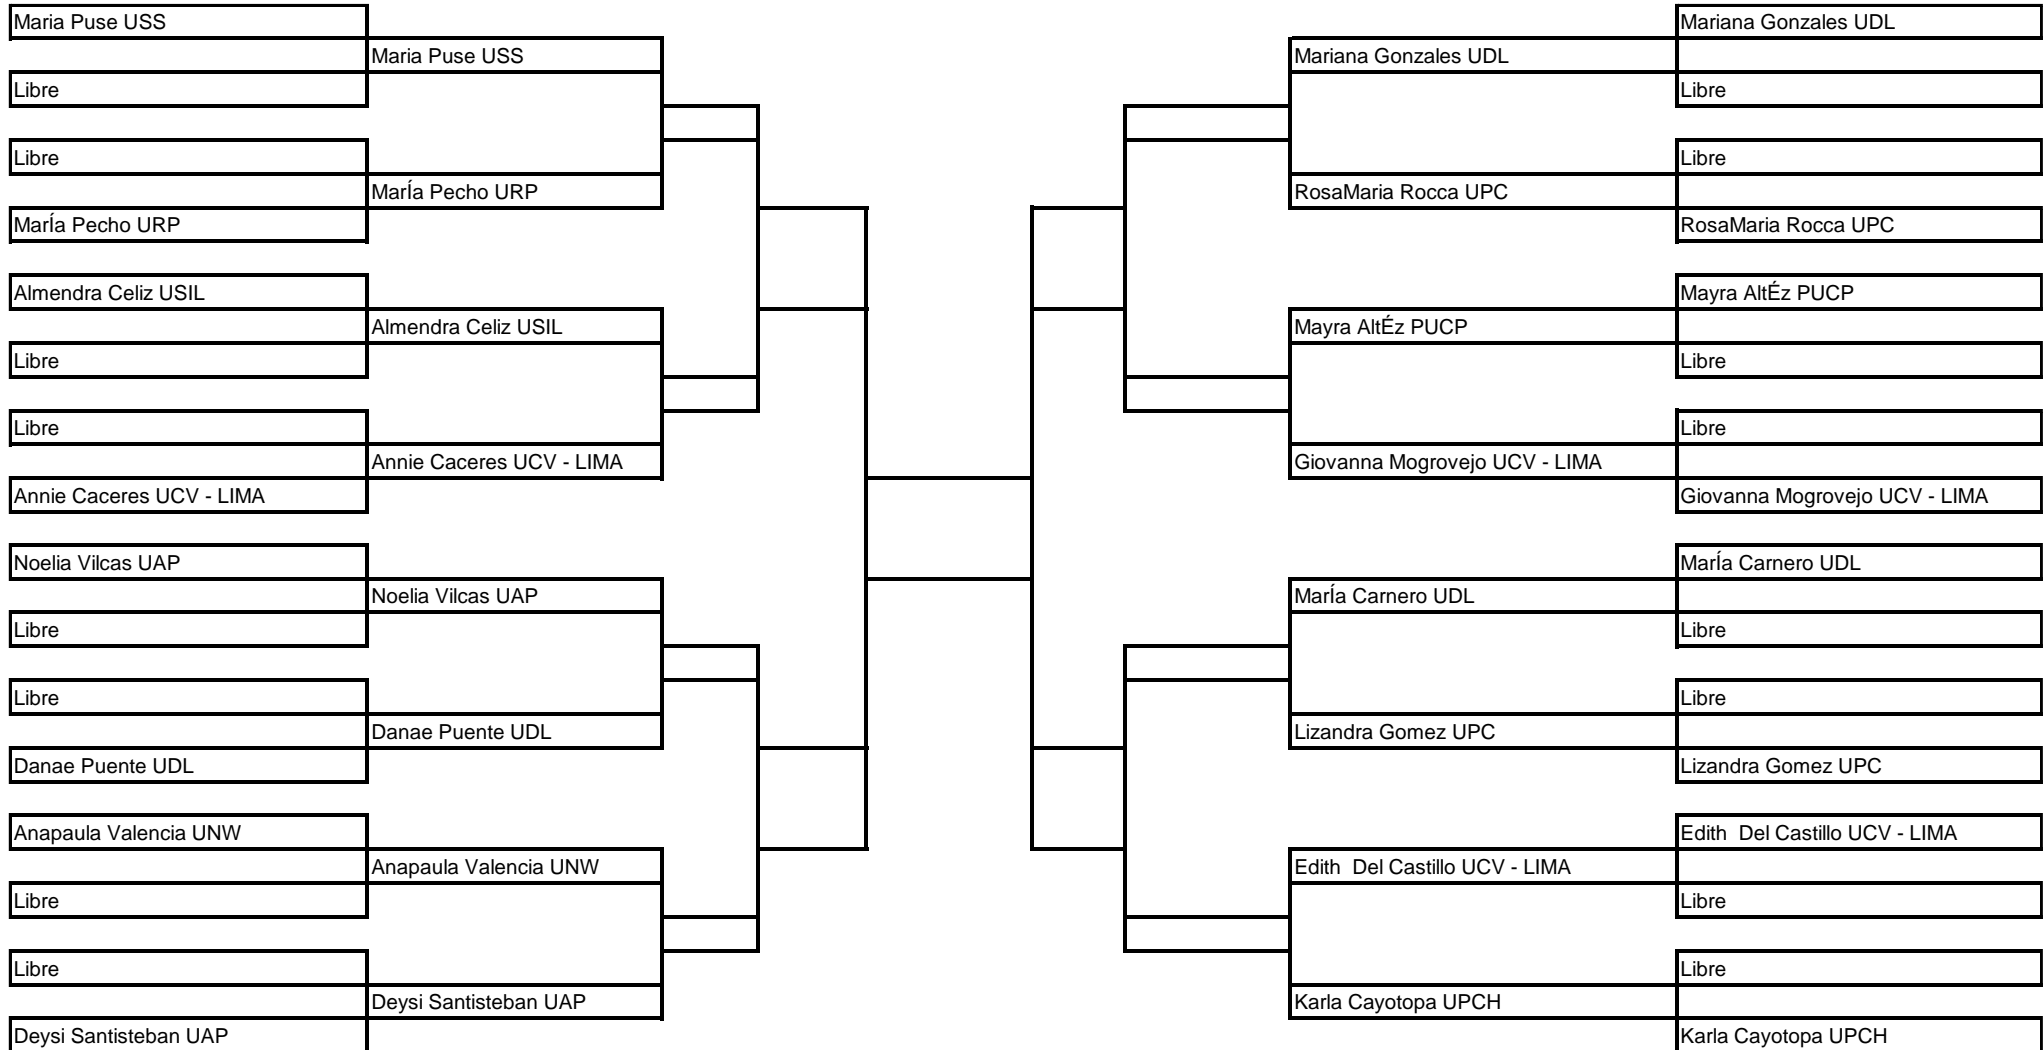 Maria Puse USS
Mariana Gonzales UDL
Maria Puse USS
Mariana Gonzales UDL
Libre
Libre
Libre
Libre
MarÍa Pecho URP
RosaMaria Rocca UPC
MarÍa Pecho URP
RosaMaria Rocca UPC
Almendra Celiz USIL
Mayra AltÉz PUCP
Almendra Celiz USIL
Mayra AltÉz PUCP
Libre
Libre
Libre
Libre
Annie Caceres UCV - LIMA
Giovanna Mogrovejo UCV - LIMA
Annie Caceres UCV - LIMA
Giovanna Mogrovejo UCV - LIMA
Noelia Vilcas UAP
MarÍa Carnero UDL
Noelia Vilcas UAP
MarÍa Carnero UDL
Libre
Libre
Libre
Libre
Danae Puente UDL
Lizandra Gomez UPC
Danae Puente UDL
Lizandra Gomez UPC
Anapaula Valencia UNW
Edith  Del Castillo UCV - LIMA
Anapaula Valencia UNW
Edith  Del Castillo UCV - LIMA
Libre
Libre
Libre
Libre
Deysi Santisteban UAP
Karla Cayotopa UPCH
Deysi Santisteban UAP
Karla Cayotopa UPCH